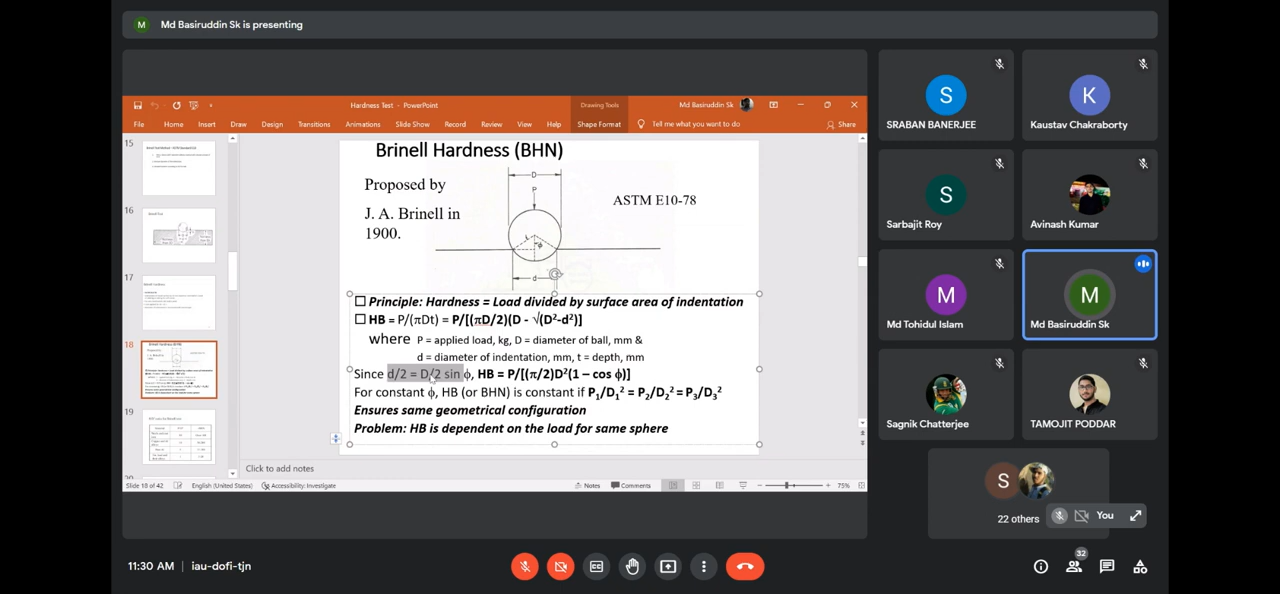 M Md Basiruddin Sk is presenting
Hardness Test - PowerPoint
Drawing Tools
Md Basiruddin Sk
File Home Insert Draw Design Transitions Animations Slide Show Record Review View Help Shape Format Tell me what you want to do Share
15
16
17
18
19
Brinell Hardness (BHN)
Proposed by
J. A. Brinell in
1900.
ASTM E10-78
D
P
ϕ
d
☐ Principle: Hardness = Load divided by surface area of indentation
☐ HB = P/(πDt) = P/[(πD/2)(D - √(D²-d²)]
where P = applied load, kg, D = diameter of ball, mm &
d = diameter of indentation, mm, t = depth, mm
Since d/2 = D/2 sin ϕ, HB = P/[(π/2)D²(1 – cos ϕ)]
For constant ϕ, HB (or BHN) is constant if P₁/D₁² = P₂/D₂² = P₃/D₃²
Ensures same geometrical configuration
Problem: HB is dependent on the load for same sphere
Click to add notes
Slide 18 of 42 English (United States) Accessibility: Investigate Notes Comments 75%
S
SRABAN BANERJEE
K
Kaustav Chakraborty
Sarbajit Roy
S
Avinash Kumar
M
Md Tohidul Islam
M
Md Basiruddin Sk
Sagnik Chatterjee
TAMOJIT PODDAR
S
22 others
You
11:30 AM | iau-dofi-tjn
32